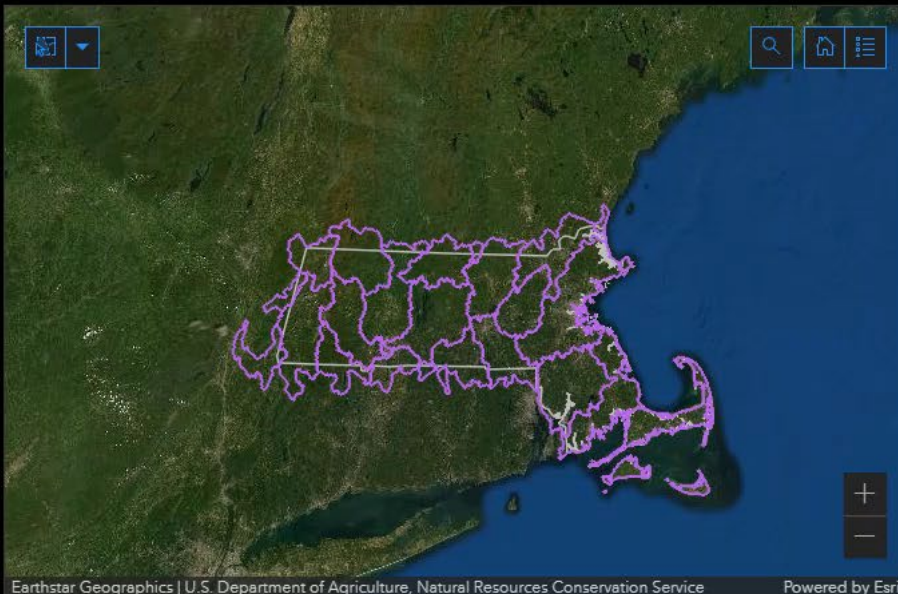 Earthstar Geographics | U.S. Department of Agriculture, Natural Resources Conservation Service Powered by Esri